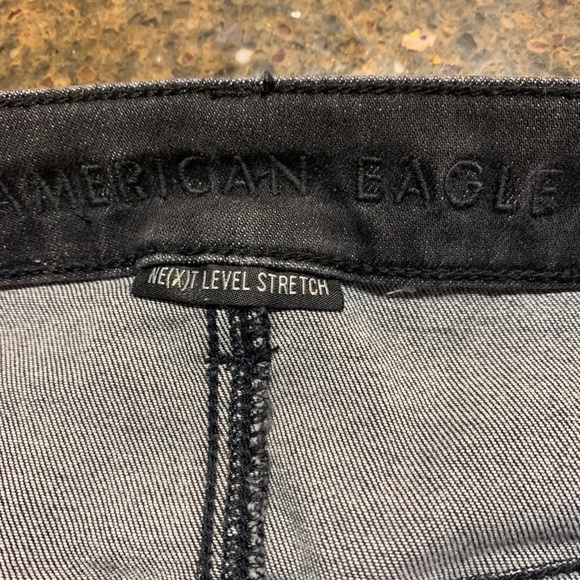 AMERICAN EAGLE
NE(X)T LEVEL STRETCH